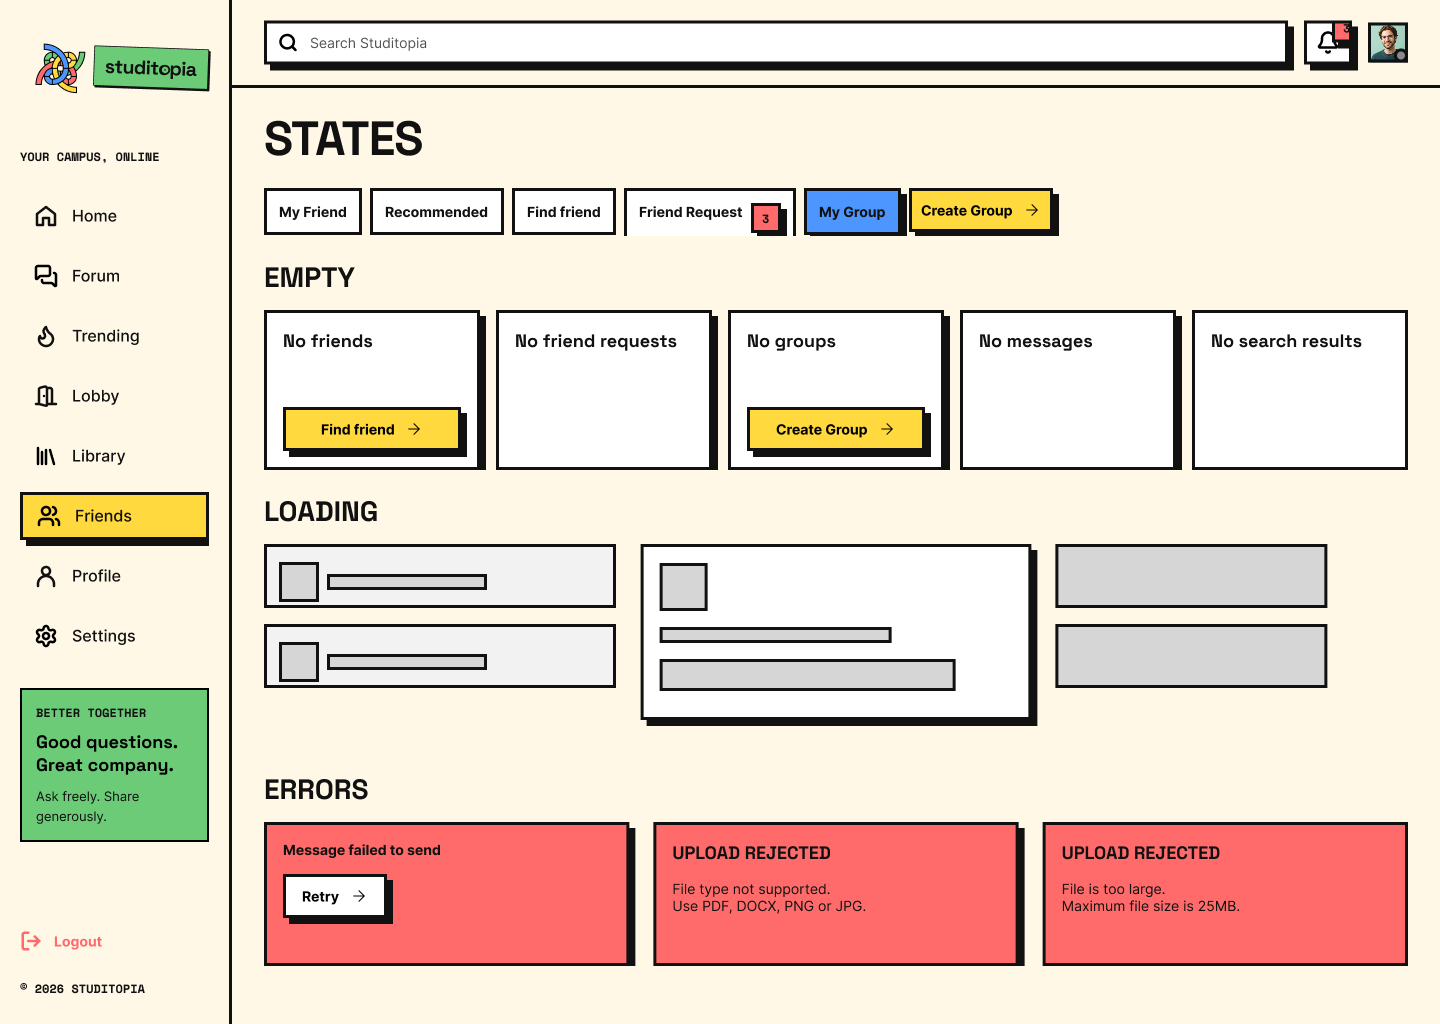 studitopia
Search Studitopia
3
YOUR CAMPUS, ONLINE
Home
Forum
Trending
Lobby
Library
Friends
Profile
Settings
BETTER TOGETHER
Good questions.
Great company.
Ask freely. Share
generously.
Logout
© 2026 STUDITOPIA
STATES
My Friend
Recommended
Find friend
Friend Request
3
My Group
Create Group
EMPTY
No friends
Find friend
No friend requests
No groups
Create Group
No messages
No search results
LOADING
ERRORS
Message failed to send
Retry
UPLOAD REJECTED
File type not supported.
Use PDF, DOCX, PNG or JPG.
UPLOAD REJECTED
File is too large.
Maximum file size is 25MB.